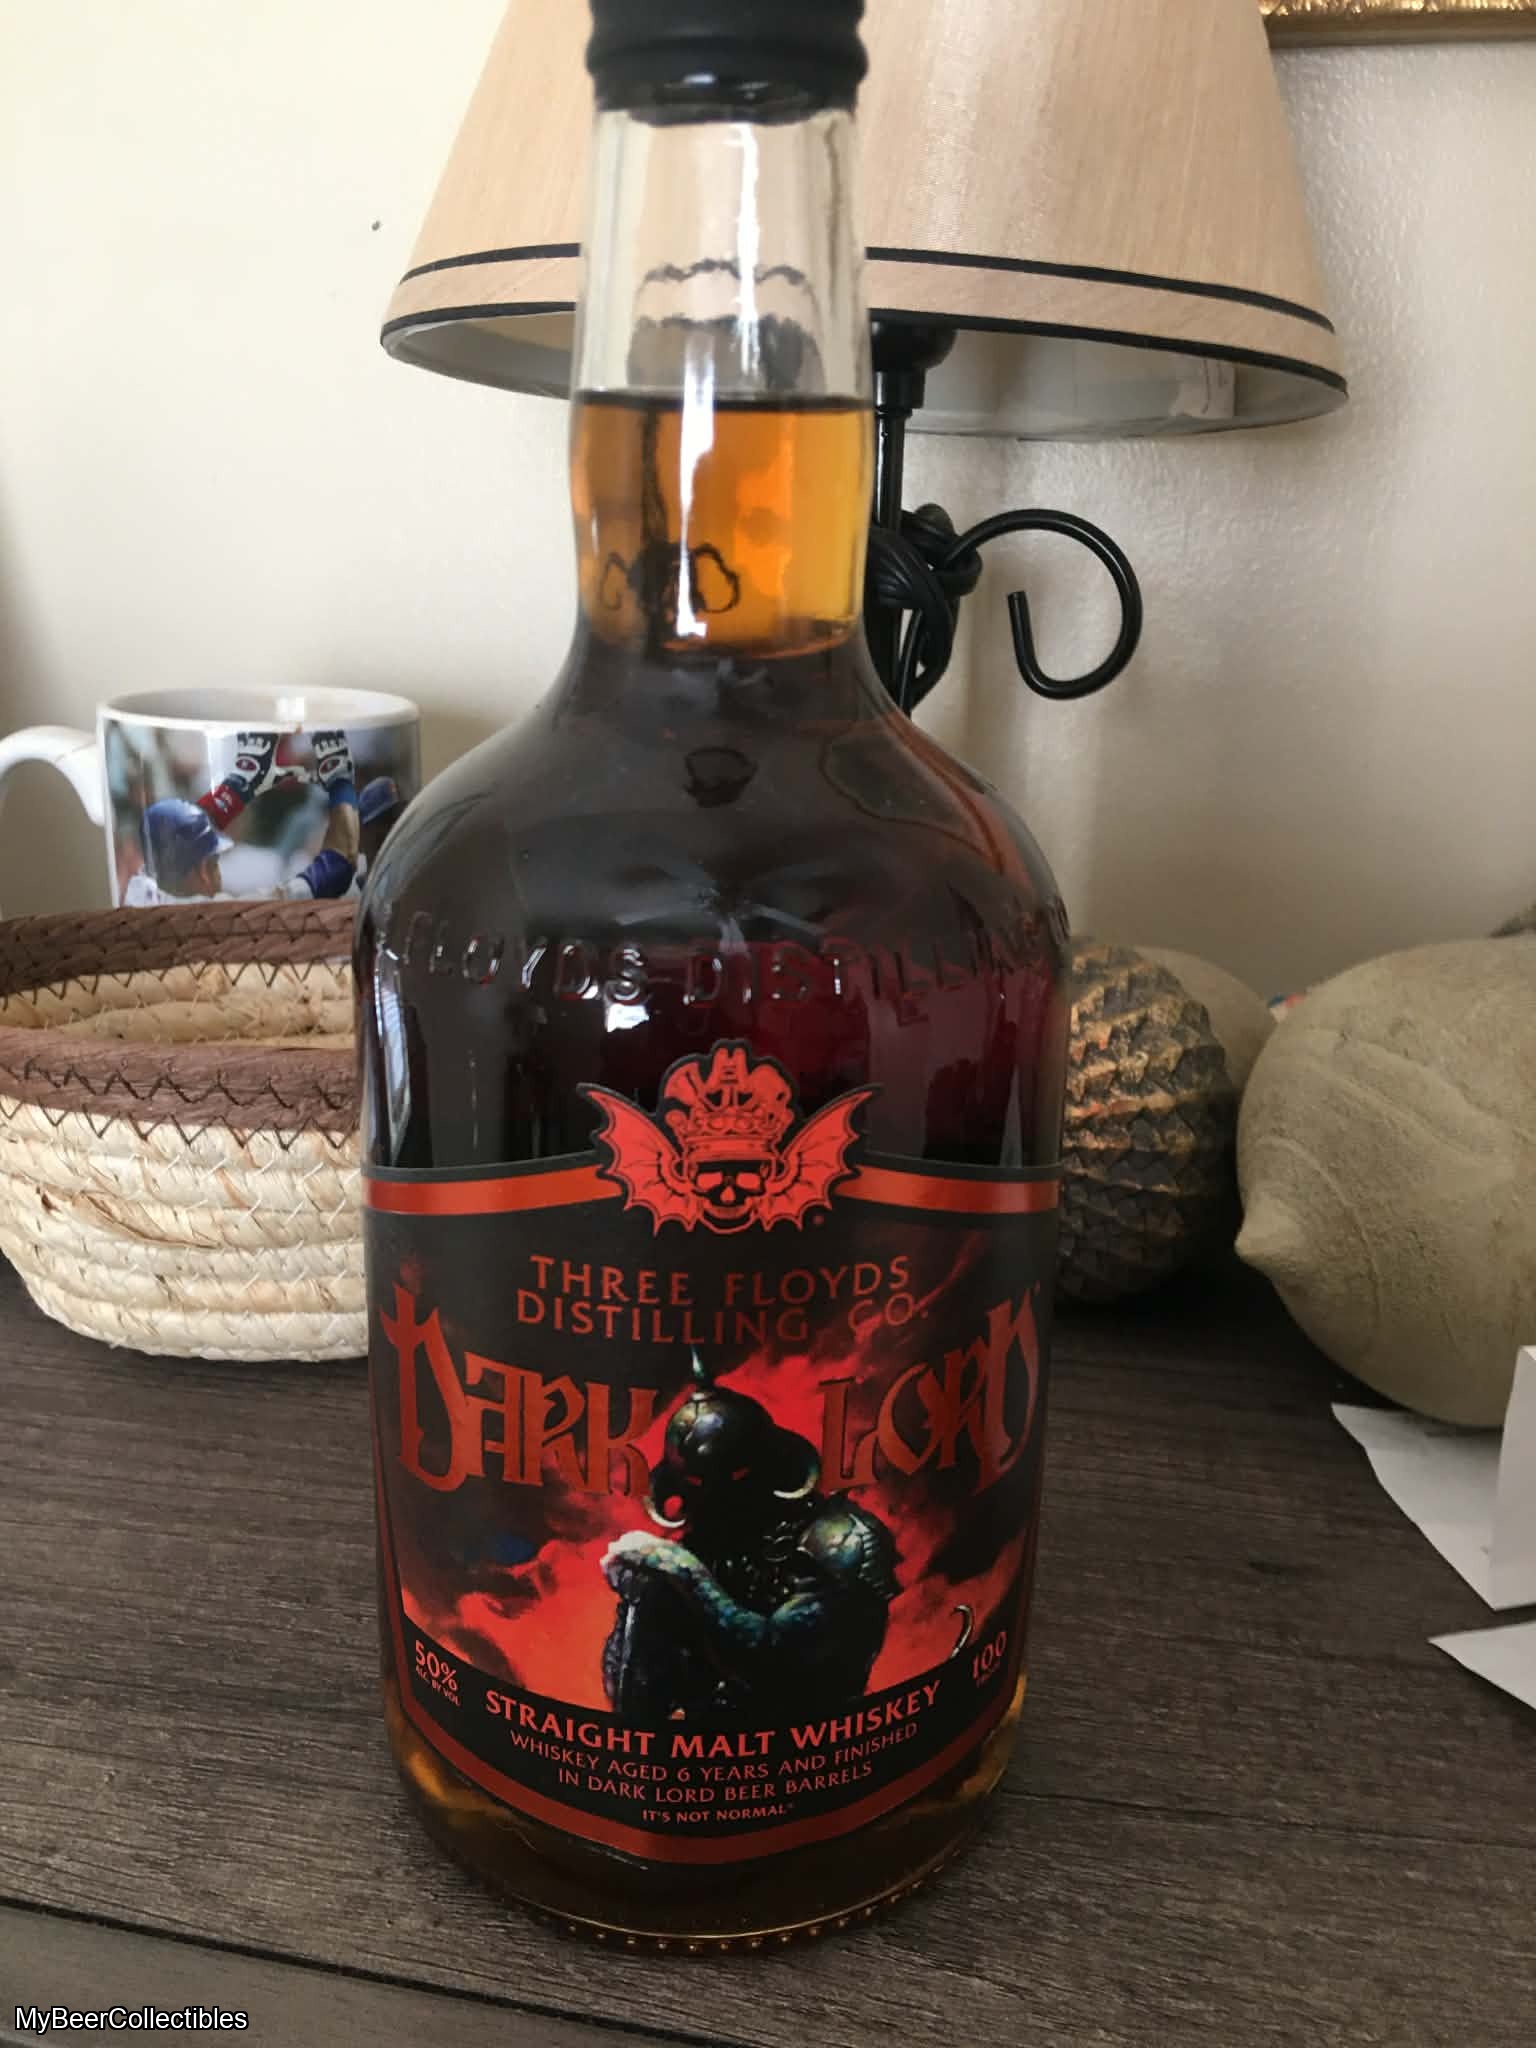 FLOYDS DISTILLING
THREE FLOYDS
DISTILLING CO.
DARK LORD
50%
ALC. BY VOL
100
PROOF
STRAIGHT MALT WHISKEY
WHISKEY AGED 6 YEARS AND FINISHED
IN DARK LORD BEER BARRELS
IT'S NOT NORMAL
MyBeerCollectibles